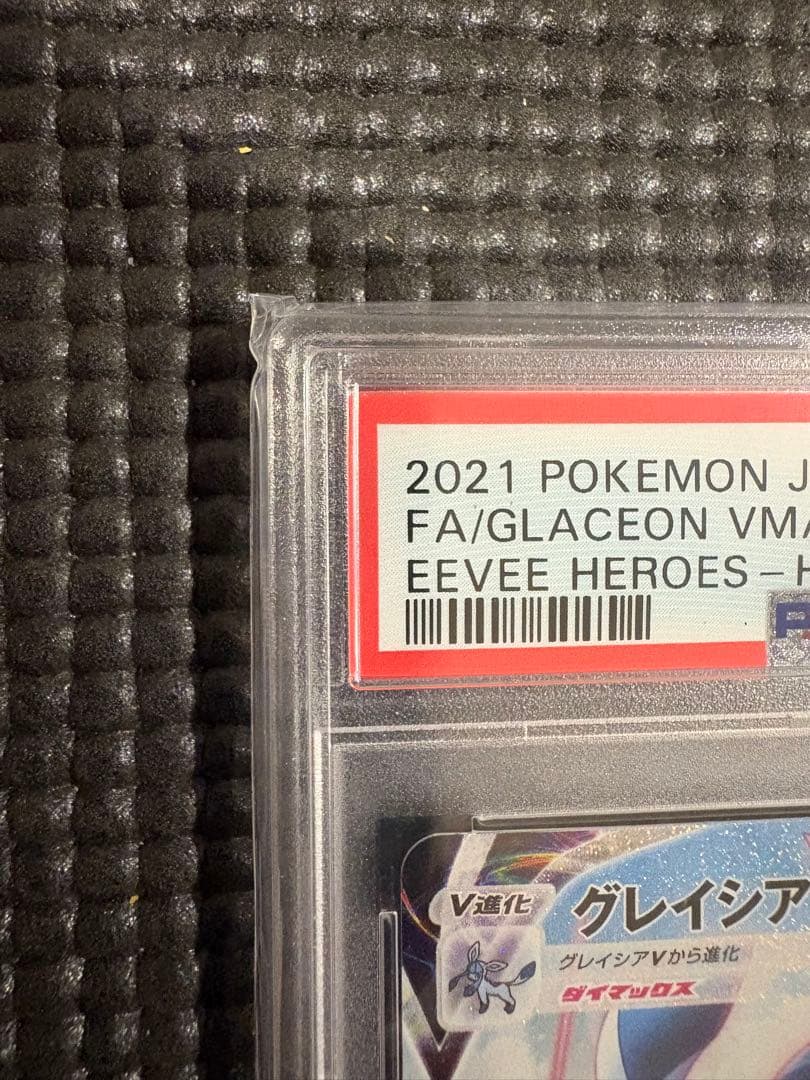 2021 POKEMON J
FA/GLACEON VMA
EEVEE HEROES-H
V進化
グレイシア
グレイシアVから進化
ダイマックス